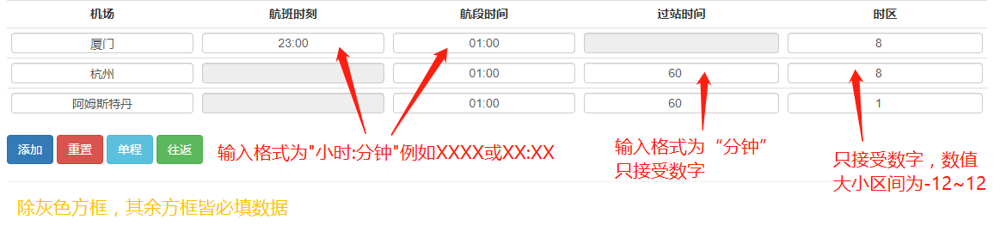 机场 航班时刻 航段时间 过站时间 时区
厦门 23:00 01:00 8
杭州 01:00 60 8
阿姆斯特丹 01:00 60 1
添加 重置 单程 往返
输入格式为"小时:分钟"例如XXXX或XX:XX
输入格式为“分钟”
只接受数字
只接受数字，数值
大小区间为-12~12
除灰色方框，其余方框皆必填数据